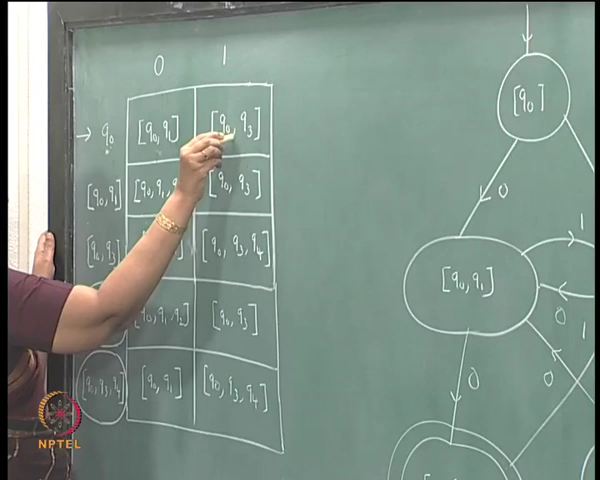 0 1
→ q0 [q0, q1] [q0, q3]
[q0, q1] [q0, q1, [q0, q3]
[q0, q3] [q0, q3, q4]
[q0, q1, q2] [q0, q3]
[q0, q3, q4] [q0, q1] [q0, q3, q4]
[q0]
0
1
[q0, q1]
0
1
0
0
NPTEL